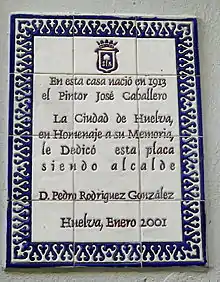 En esta casa nació en 1913
el Pintor José Caballero
La Ciudad de Huelva,
en Homenaje a su Memoria,
le Dedicó esta placa
siendo alcalde
D. Pedro Rodriguez González
Huelva, Enero 2001